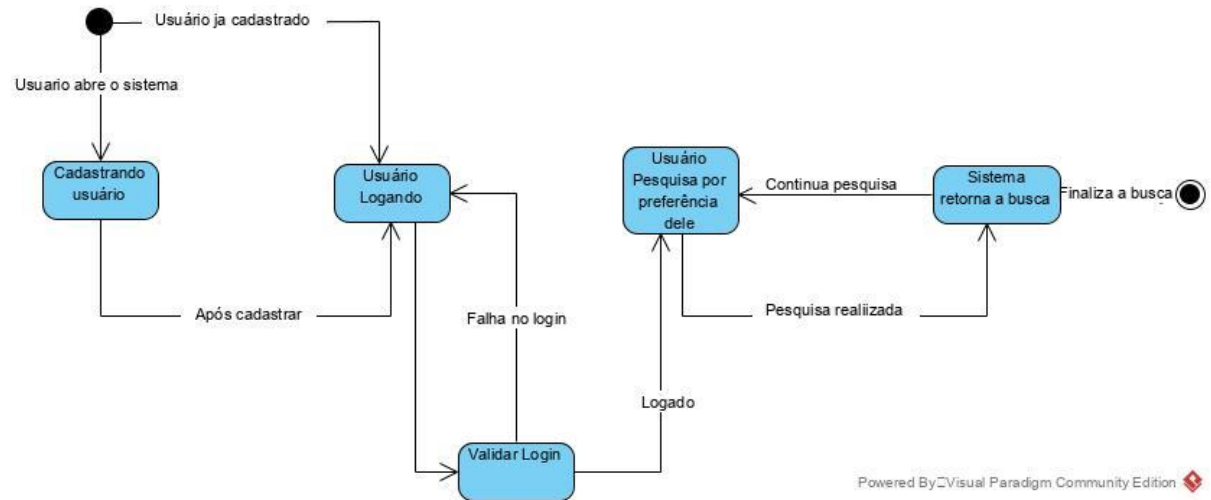 Usuário ja cadastrado
Usuario abre o sistema
Cadastrando
usuário
Usuário
Logando
Usuário
Pesquisa por
preferência
dele
Continua pesquisa
Sistema
retorna a busca
Finaliza a busca
Após cadastrar
Falha no login
Pesquisa realiizada
Logado
Validar Login
Powered By Visual Paradigm Community Edition